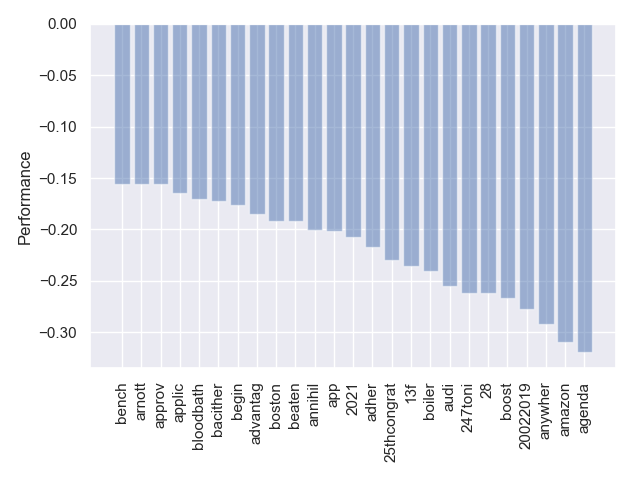 0.00
−0.05
−0.10
−0.15
−0.20
−0.25
−0.30
Performance
bench
arnott
approv
applic
bloodbath
bacither
begin
advantag
boston
beaten
annihil
app
2021
adher
25thcongrat
13f
boiler
audi
247toni
28
boost
20022019
anywher
amazon
agenda